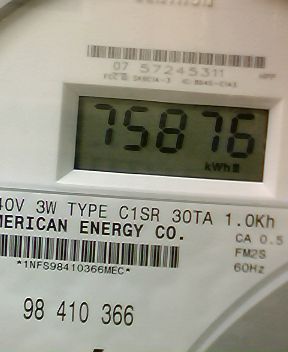 07 57245311
75876
kWh
40V 3W TYPE C1SR 30TA 1.0Kh
MERICAN ENERGY CO.
CA 0.5
FM2S
60Hz
*1NFS98410366MEC*
98 410 366